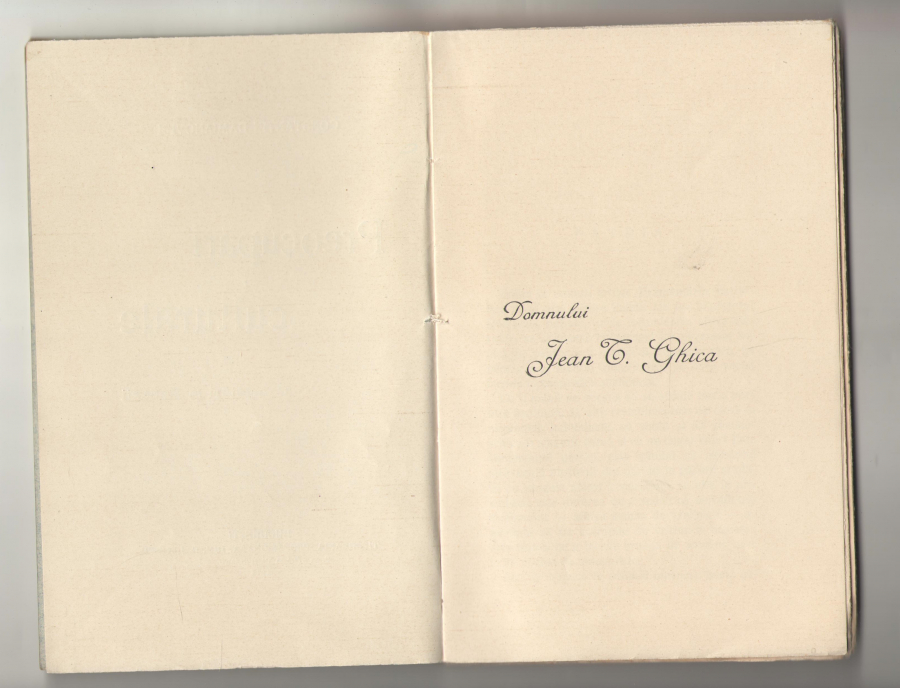 Domnului
Jean T. Ghica